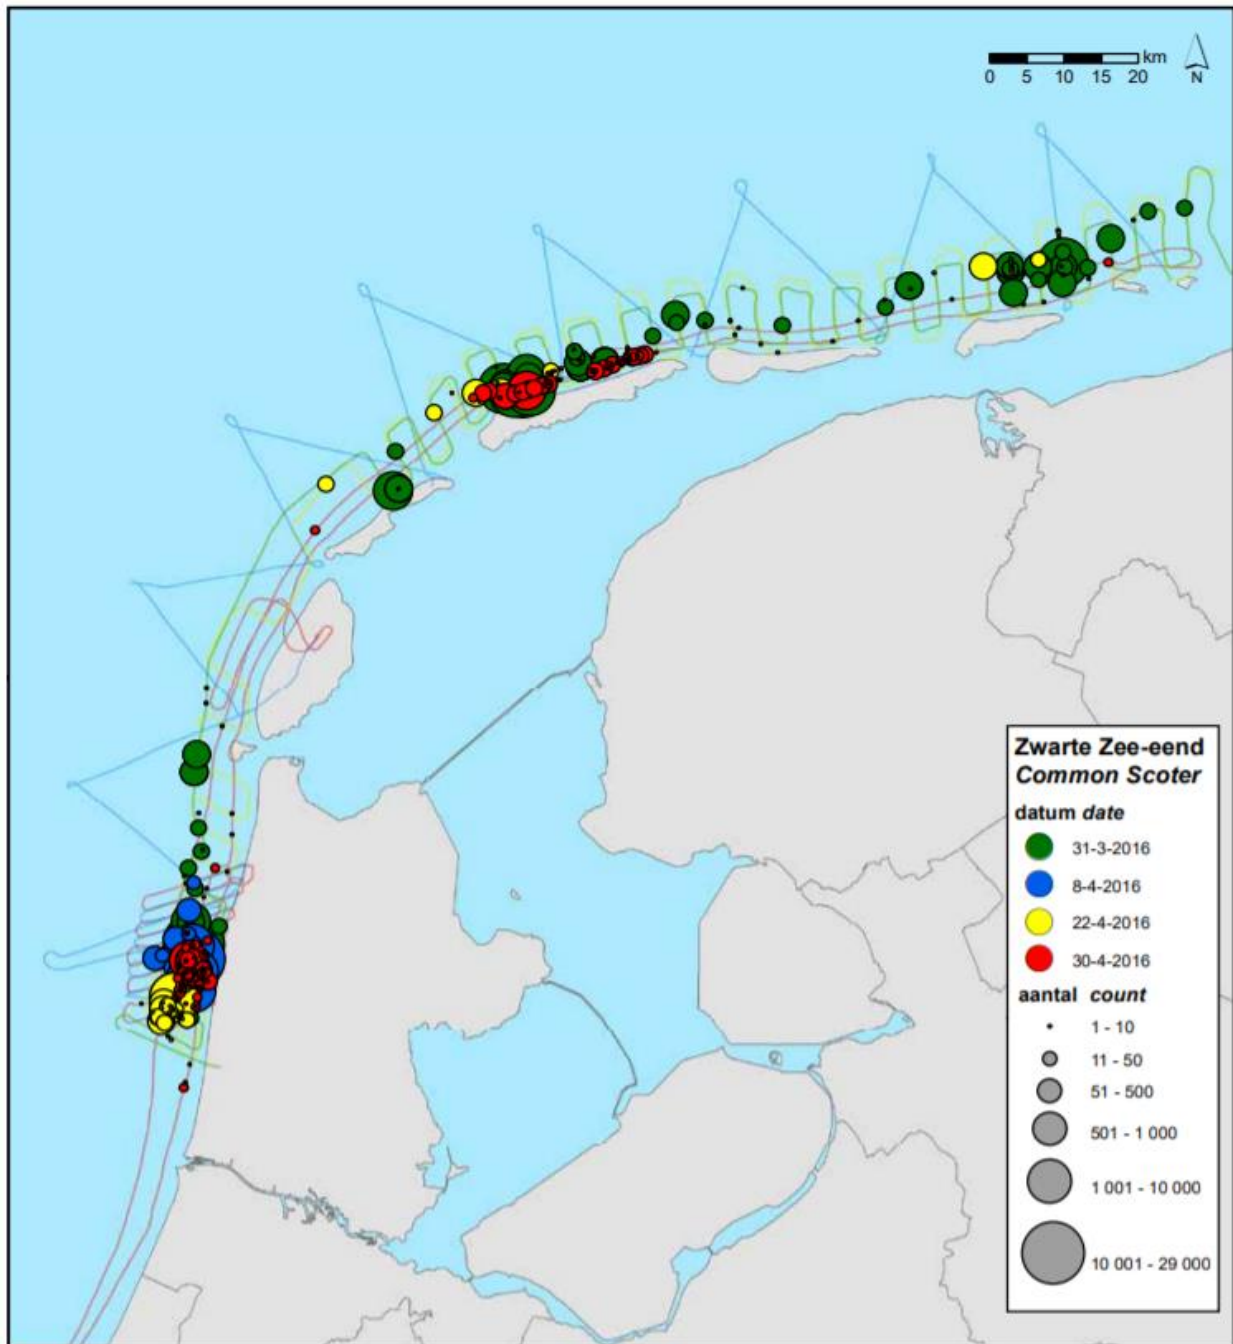 km
0 5 10 15 20
N
Zwarte Zee-eend
Common Scoter
datum date
31-3-2016
8-4-2016
22-4-2016
30-4-2016
aantal count
1 - 10
11 - 50
51 - 500
501 - 1 000
1 001 - 10 000
10 001 - 29 000